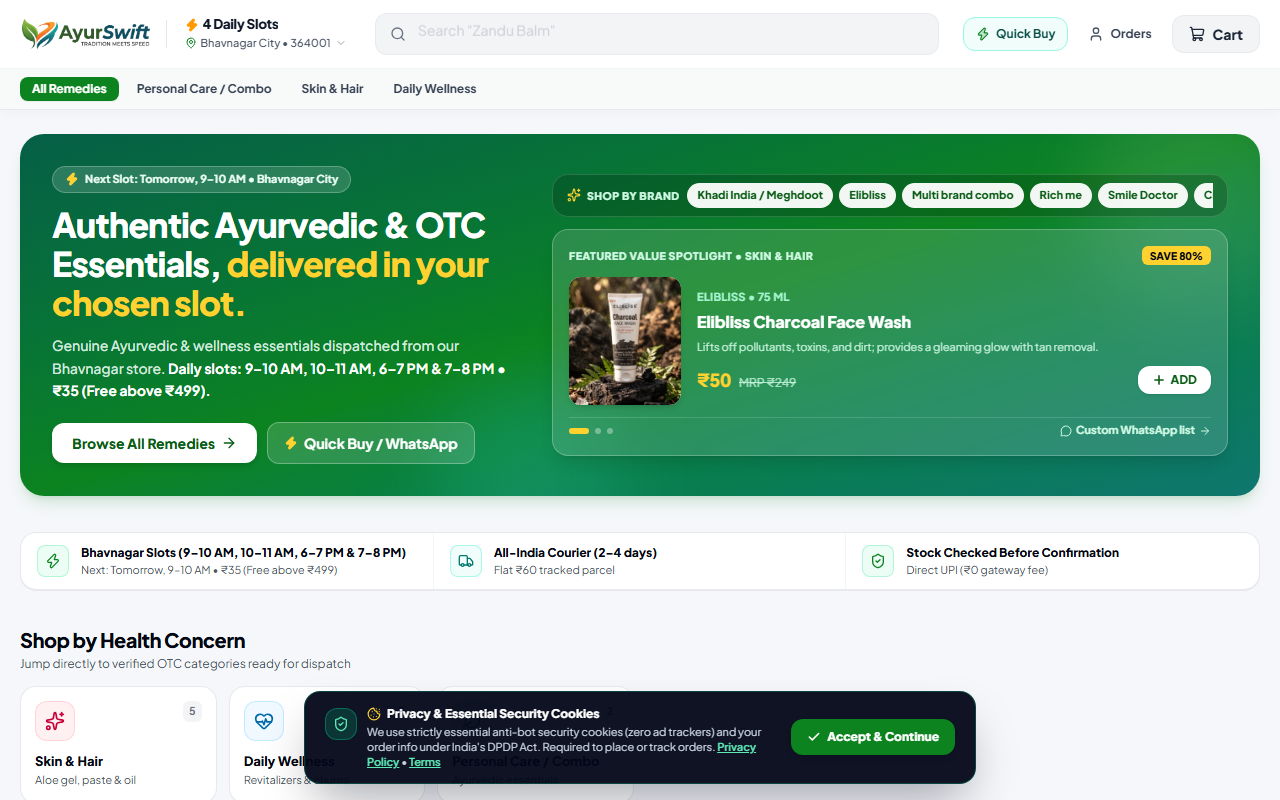 AyurSwift
TRADITION MEETS SPEED
4 Daily Slots
Bhavnagar City • 364001
Search "Zandu Balm"
Quick Buy
Orders
Cart
All Remedies
Personal Care / Combo
Skin & Hair
Daily Wellness
Next Slot: Tomorrow, 9–10 AM • Bhavnagar City
Authentic Ayurvedic & OTC
Essentials, delivered in your
chosen slot.
Genuine Ayurvedic & wellness essentials dispatched from our
Bhavnagar store. Daily slots: 9–10 AM, 10–11 AM, 6–7 PM & 7–8 PM •
₹35 (Free above ₹499).
Browse All Remedies →
Quick Buy / WhatsApp
SHOP BY BRAND
Khadi India / Meghdoot
Elibliss
Multi brand combo
Rich me
Smile Doctor
C
FEATURED VALUE SPOTLIGHT • SKIN & HAIR
SAVE 80%
ELIBLISS
Charcoal
FACE WASH
ELIBLISS • 75 ML
Elibliss Charcoal Face Wash
Lifts off pollutants, toxins, and dirt; provides a gleaming glow with tan removal.
₹50 MRP ₹249
+ ADD
Custom WhatsApp list →
Bhavnagar Slots (9–10 AM, 10–11 AM, 6–7 PM & 7–8 PM)
Next: Tomorrow, 9–10 AM • ₹35 (Free above ₹499)
All-India Courier (2–4 days)
Flat ₹60 tracked parcel
Stock Checked Before Confirmation
Direct UPI (₹0 gateway fee)
Shop by Health Concern
Jump directly to verified OTC categories ready for dispatch
5
Skin & Hair
Aloe gel, paste & oil
Daily Wellness
Revitalizers &
Personal Care / Combo
Ayurvedic essentials
Privacy & Essential Security Cookies
We use strictly essential anti-bot security cookies (zero ad trackers) and your
order info under India's DPDP Act. Required to place or track orders. Privacy
Policy • Terms
Accept & Continue